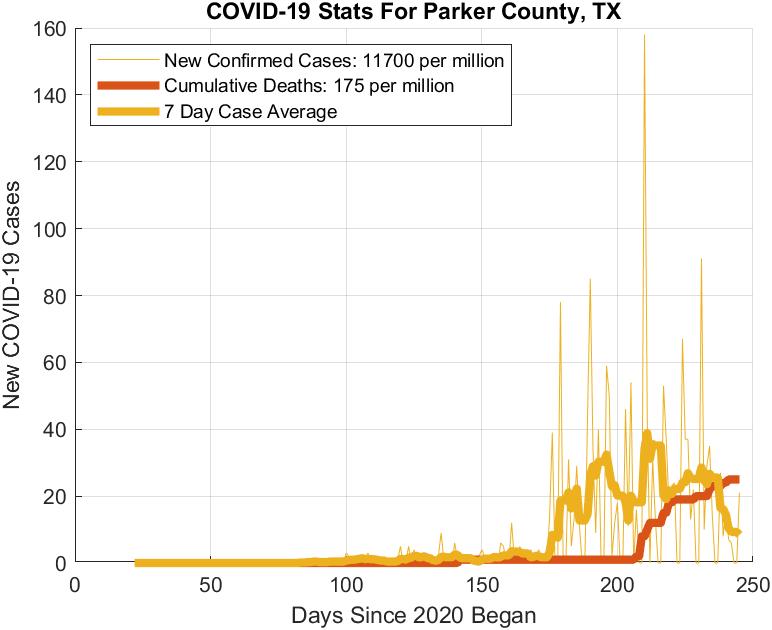 COVID-19 Stats For Parker County, TX
New Confirmed Cases: 11700 per million
Cumulative Deaths: 175 per million
7 Day Case Average
New COVID-19 Cases
160
140
120
100
80
60
40
20
0
0 50 100 150 200 250
Days Since 2020 Began